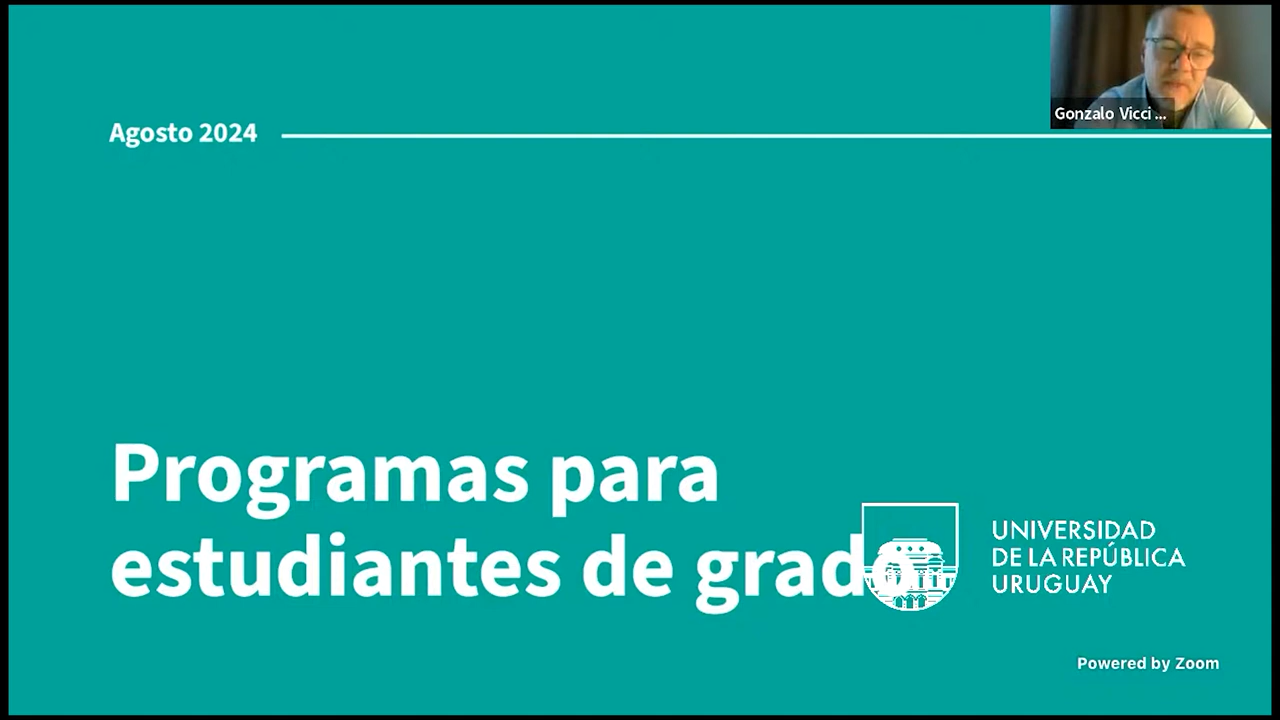 Agosto 2024
Gonzalo Vicci ...
Programas para
estudiantes de grado
UNIVERSIDAD
DE LA REPÚBLICA
URUGUAY
Powered by Zoom